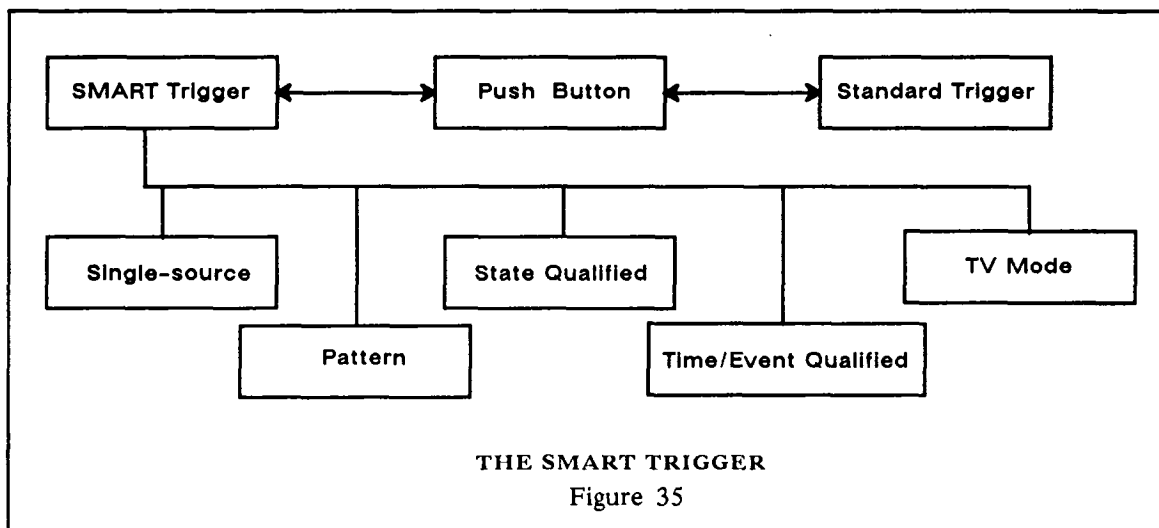 SMART Trigger
Push Button
Standard Trigger
Single-source
State Qualified
TV Mode
Pattern
Time/Event Qualified
THE SMART TRIGGER
Figure 35